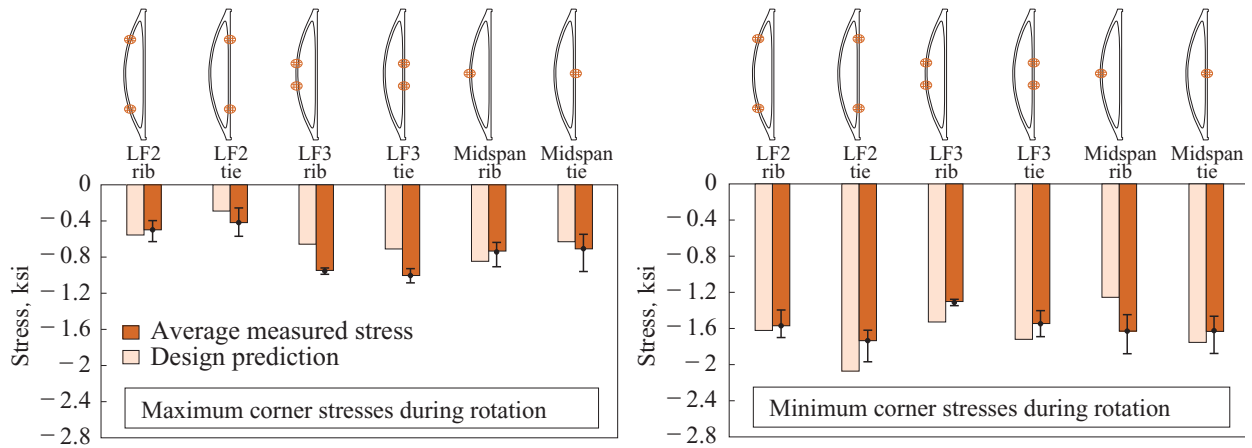 LF2 LF2 LF3 LF3 Midspan Midspan
rib tie rib tie rib tie
0
−0.4
−0.8
−1.2
−1.6
−2
−2.4
−2.8
Stress, ksi
Average measured stress
Design prediction
Maximum corner stresses during rotation
LF2 LF2 LF3 LF3 Midspan Midspan
rib tie rib tie rib tie
0
−0.4
−0.8
−1.2
−1.6
−2
−2.4
−2.8
Stress, ksi
Minimum corner stresses during rotation